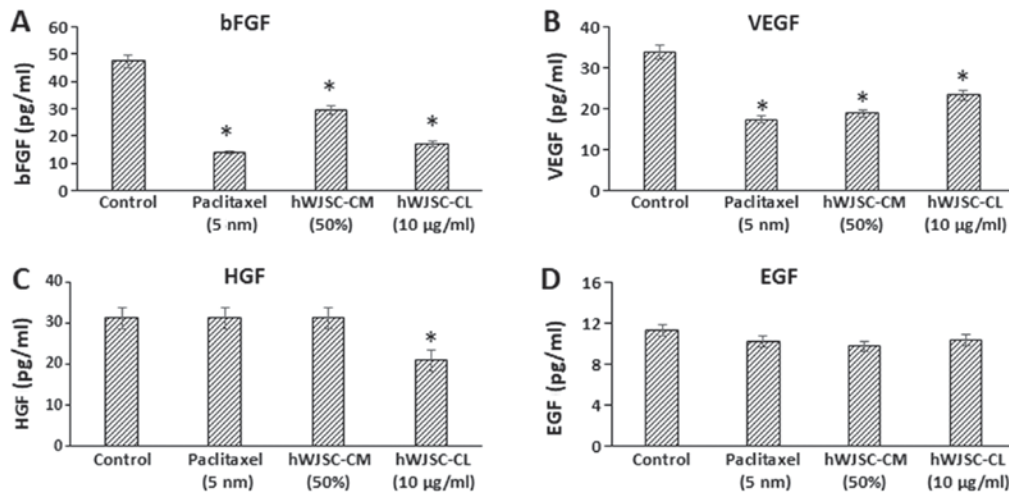 A
bFGF
bFGF (pg/ml)
60
50
40
30
20
10
0
*
*
*
Control
Paclitaxel
(5 nm)
hWJSC-CM
(50%)
hWJSC-CL
(10 µg/ml)
B
VEGF
VEGF (pg/ml)
40
30
20
10
0
*
*
*
Control
Paclitaxel
(5 nm)
hWJSC-CM
(50%)
hWJSC-CL
(10 µg/ml)
C
HGF
HGF (pg/ml)
40
30
20
10
0
*
Control
Paclitaxel
(5 nm)
hWJSC-CM
(50%)
hWJSC-CL
(10 µg/ml)
D
EGF
EGF (pg/ml)
16
12
8
4
0
Control
Paclitaxel
(5 nm)
hWJSC-CM
(50%)
hWJSC-CL
(10 µg/ml)